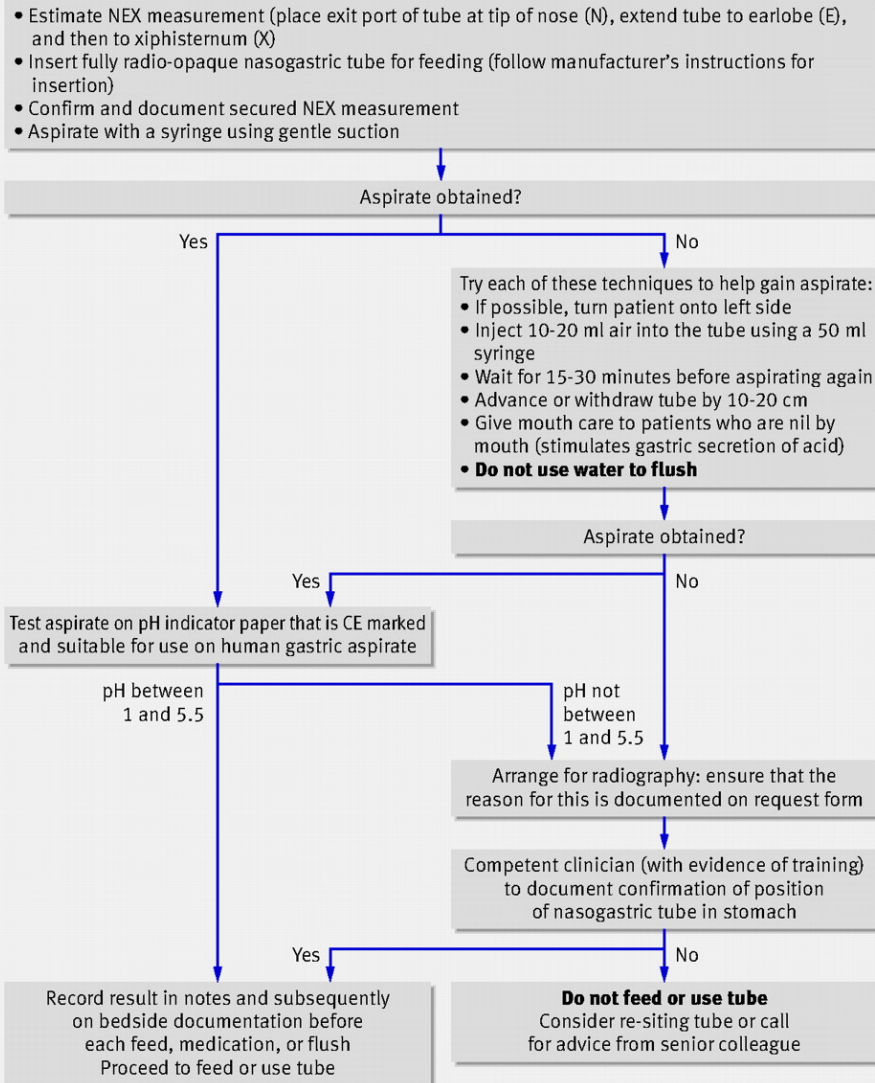 • Estimate NEX measurement (place exit port of tube at tip of nose (N), extend tube to earlobe (E),
and then to xiphisternum (X)
• Insert fully radio-opaque nasogastric tube for feeding (follow manufacturer's instructions for
insertion)
• Confirm and document secured NEX measurement
• Aspirate with a syringe using gentle suction
Aspirate obtained?
Yes
No
Try each of these techniques to help gain aspirate:
• If possible, turn patient onto left side
• Inject 10-20 ml air into the tube using a 50 ml
syringe
• Wait for 15-30 minutes before aspirating again
• Advance or withdraw tube by 10-20 cm
• Give mouth care to patients who are nil by
mouth (stimulates gastric secretion of acid)
• Do not use water to flush
Aspirate obtained?
Yes
No
Test aspirate on pH indicator paper that is CE marked
and suitable for use on human gastric aspirate
pH between
1 and 5.5
pH not
between
1 and 5.5
Arrange for radiography: ensure that the
reason for this is documented on request form
Competent clinician (with evidence of training)
to document confirmation of position
of nasogastric tube in stomach
Yes
No
Record result in notes and subsequently
on bedside documentation before
each feed, medication, or flush
Proceed to feed or use tube
Do not feed or use tube
Consider re-siting tube or call
for advice from senior colleague